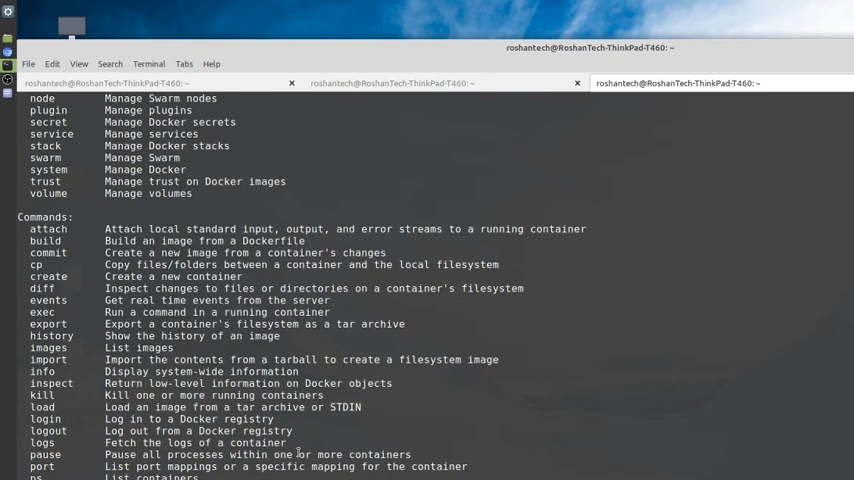 roshantech@RoshanTech-ThinkPad-T460: ~
File Edit View Search Terminal Tabs Help
roshantech@RoshanTech-ThinkPad-T460: ~ roshantech@RoshanTech-ThinkPad-T460: ~ roshantech@RoshanTech-ThinkPad-T460: ~
node Manage Swarm nodes
plugin Manage plugins
secret Manage Docker secrets
service Manage services
stack Manage Docker stacks
swarm Manage Swarm
system Manage Docker
trust Manage trust on Docker images
volume Manage volumes
Commands:
attach Attach local standard input, output, and error streams to a running container
build Build an image from a Dockerfile
commit Create a new image from a container's changes
cp Copy files/folders between a container and the local filesystem
create Create a new container
diff Inspect changes to files or directories on a container's filesystem
events Get real time events from the server
exec Run a command in a running container
export Export a container's filesystem as a tar archive
history Show the history of an image
images List images
import Import the contents from a tarball to create a filesystem image
info Display system-wide information
inspect Return low-level information on Docker objects
kill Kill one or more running containers
load Load an image from a tar archive or STDIN
login Log in to a Docker registry
logout Log out from a Docker registry
logs Fetch the logs of a container
pause Pause all processes within one or more containers
port List port mappings or a specific mapping for the container
ps List containers